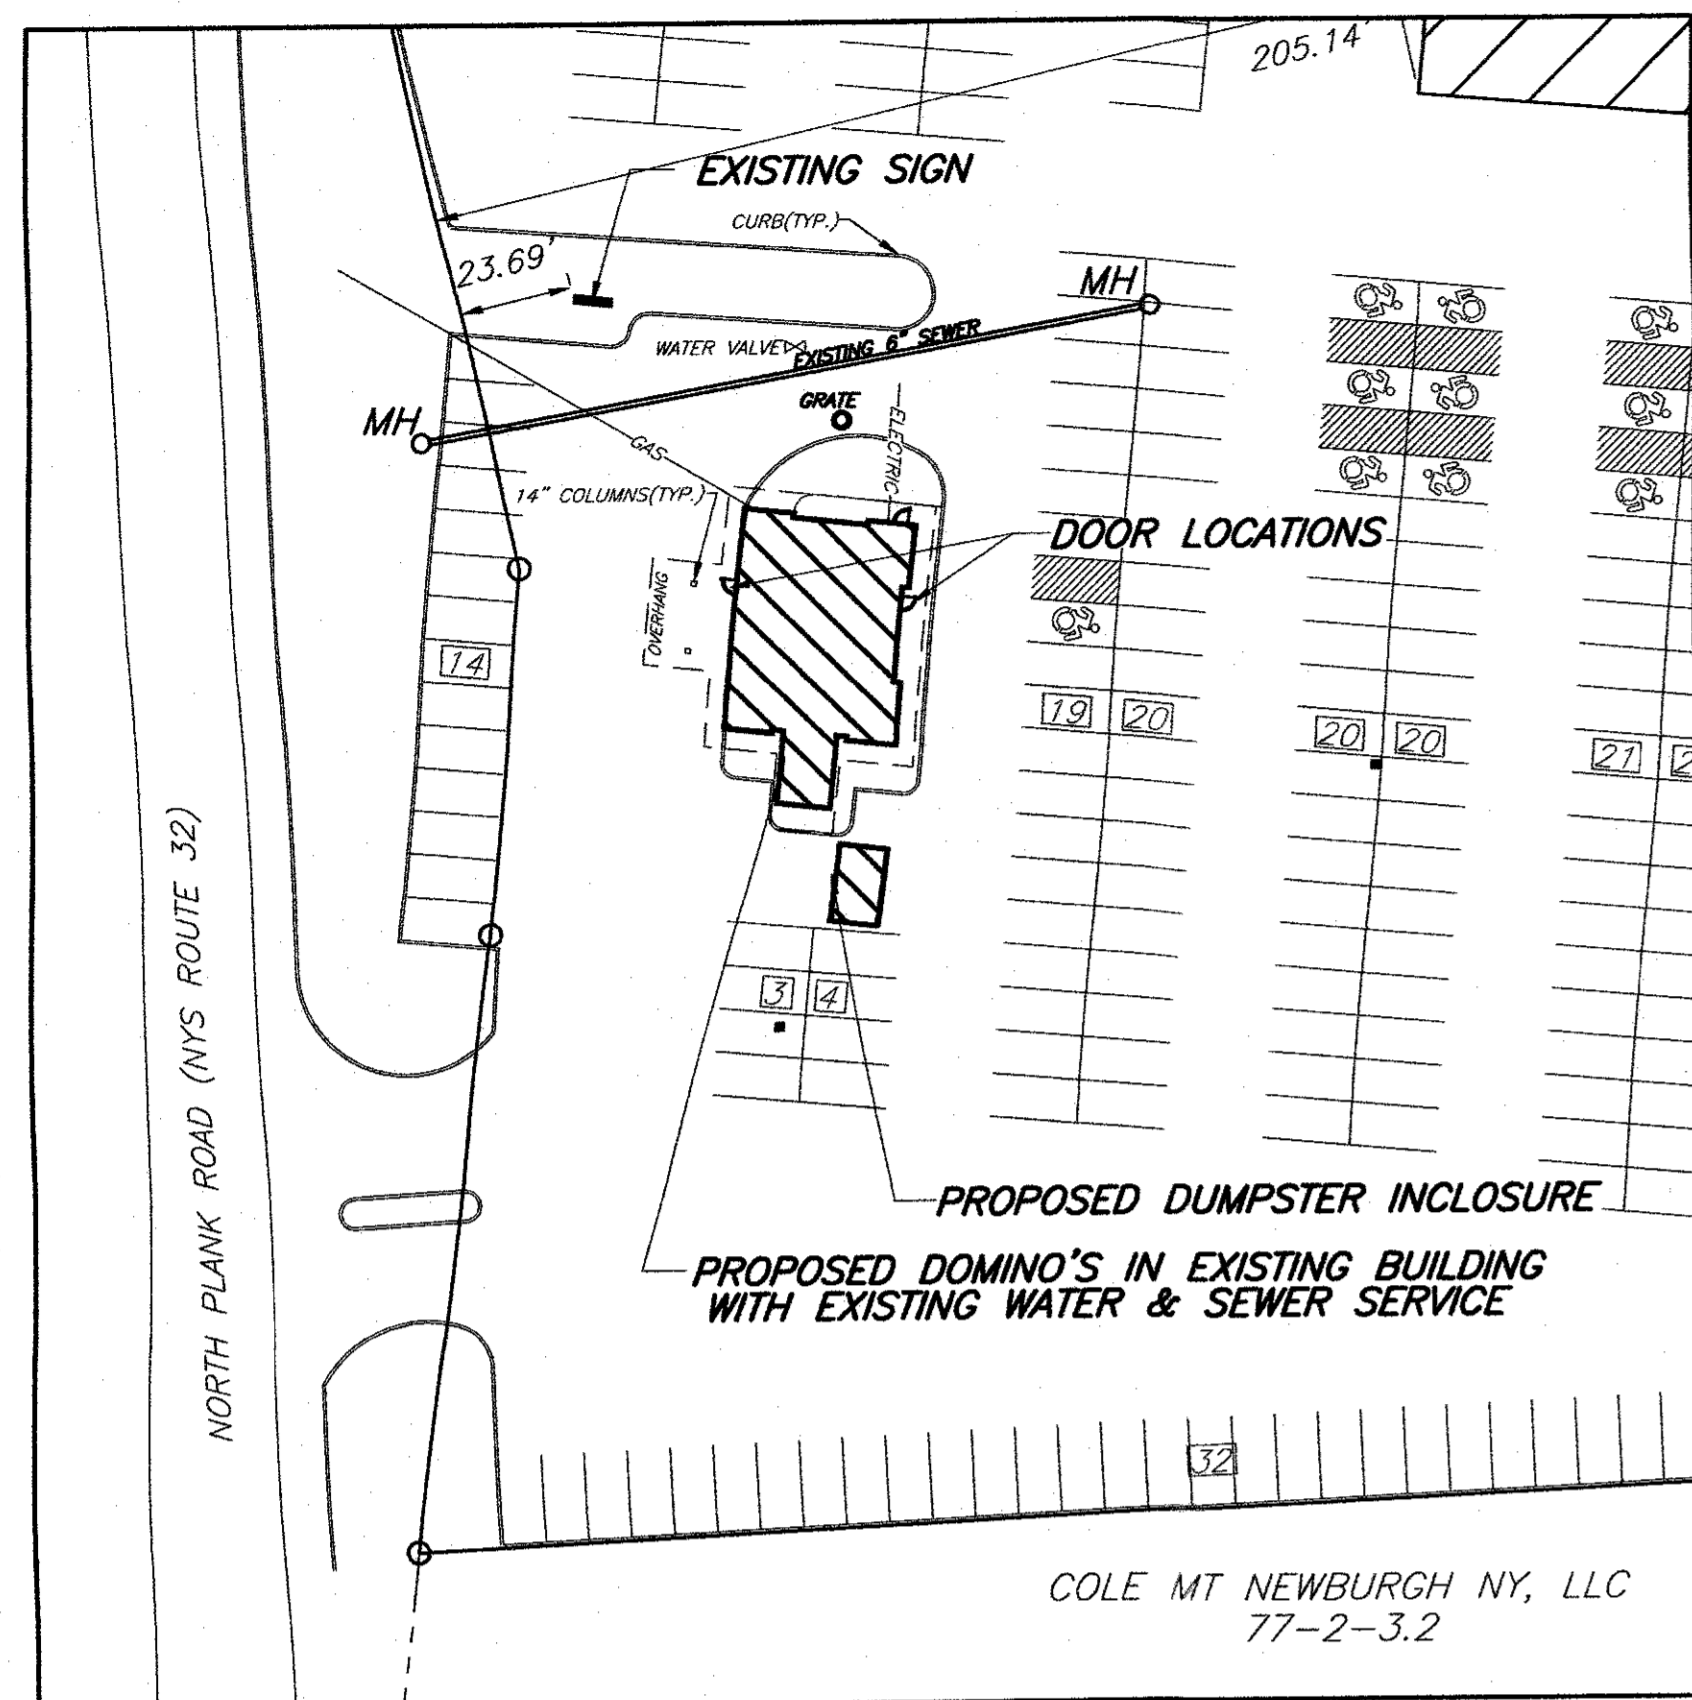 205.14'
EXISTING SIGN
CURB(TYP.)
23.69'
MH
WATER VALVE
EXISTING 6" SEWER
GRATE
MH
ELECTRIC
GAS
14" COLUMNS(TYP.)
DOOR LOCATIONS
OVERHANG
14
19
20
20
20
21
3
4
NORTH PLANK ROAD (NYS ROUTE 32)
PROPOSED DUMPSTER INCLOSURE
PROPOSED DOMINO'S IN EXISTING BUILDING
WITH EXISTING WATER & SEWER SERVICE
32
COLE MT NEWBURGH NY, LLC
77-2-3.2